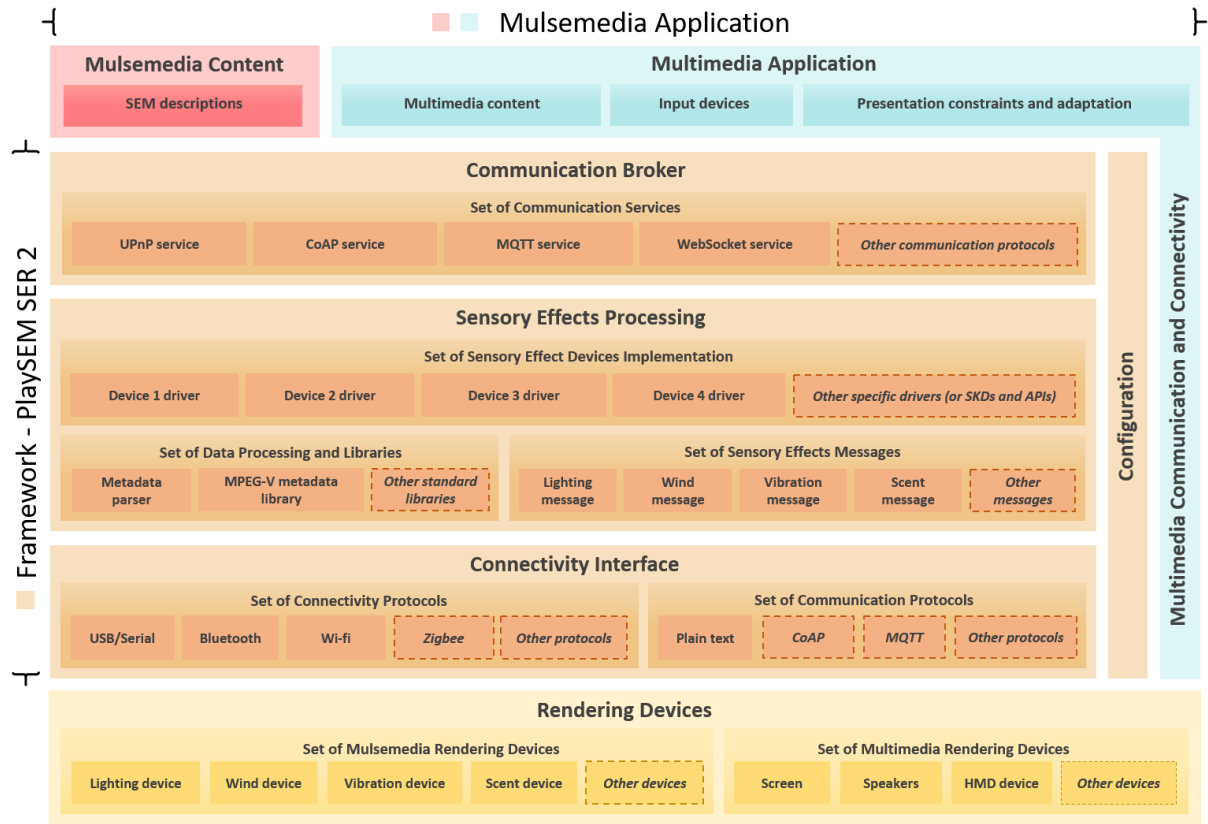 Mulsemedia Application
Mulsemedia Content
SEM descriptions
Multimedia Application
Multimedia content
Input devices
Presentation constraints and adaptation
Framework - PlaySEM SER 2
Communication Broker
Set of Communication Services
UPnP service
CoAP service
MQTT service
WebSocket service
Other communication protocols
Sensory Effects Processing
Set of Sensory Effect Devices Implementation
Device 1 driver
Device 2 driver
Device 3 driver
Device 4 driver
Other specific drivers (or SKDs and APIs)
Set of Data Processing and Libraries
Metadata
parser
MPEG-V metadata
library
Other standard
libraries
Set of Sensory Effects Messages
Lighting
message
Wind
message
Vibration
message
Scent
message
Other
messages
Connectivity Interface
Set of Connectivity Protocols
USB/Serial
Bluetooth
Wi-fi
Zigbee
Other protocols
Set of Communication Protocols
Plain text
CoAP
MQTT
Other protocols
Configuration
Multimedia Communication and Connectivity
Rendering Devices
Set of Mulsemedia Rendering Devices
Lighting device
Wind device
Vibration device
Scent device
Other devices
Set of Multimedia Rendering Devices
Screen
Speakers
HMD device
Other devices